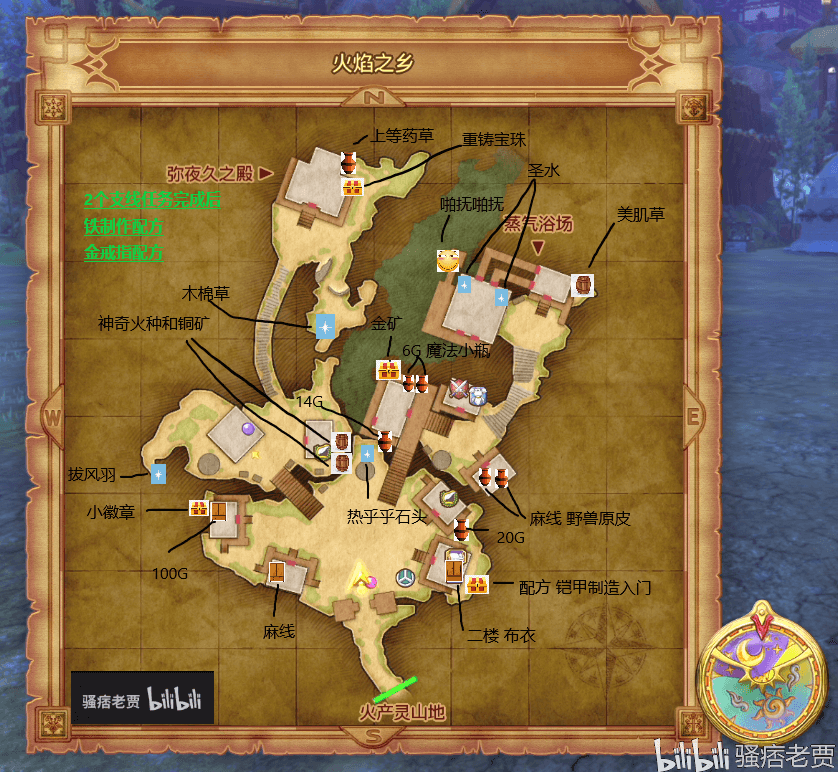 火焰之乡
N
上等药草
重铸宝珠
弥夜久之殿
圣水
2个支线任务完成后
铁制作配方
金戒指配方
啪抚啪抚
美肌草
蒸气浴场
木棉草
神奇火种和铜矿
金矿
6G 魔法小瓶
14G
W
E
拔风羽
小徽章
热乎乎石头
麻线 野兽原皮
20G
100G
配方 铠甲制造入门
麻线
二楼 布衣
骚痞老贾 bilibili
火产灵山地
S
bilibili 骚痞老贾